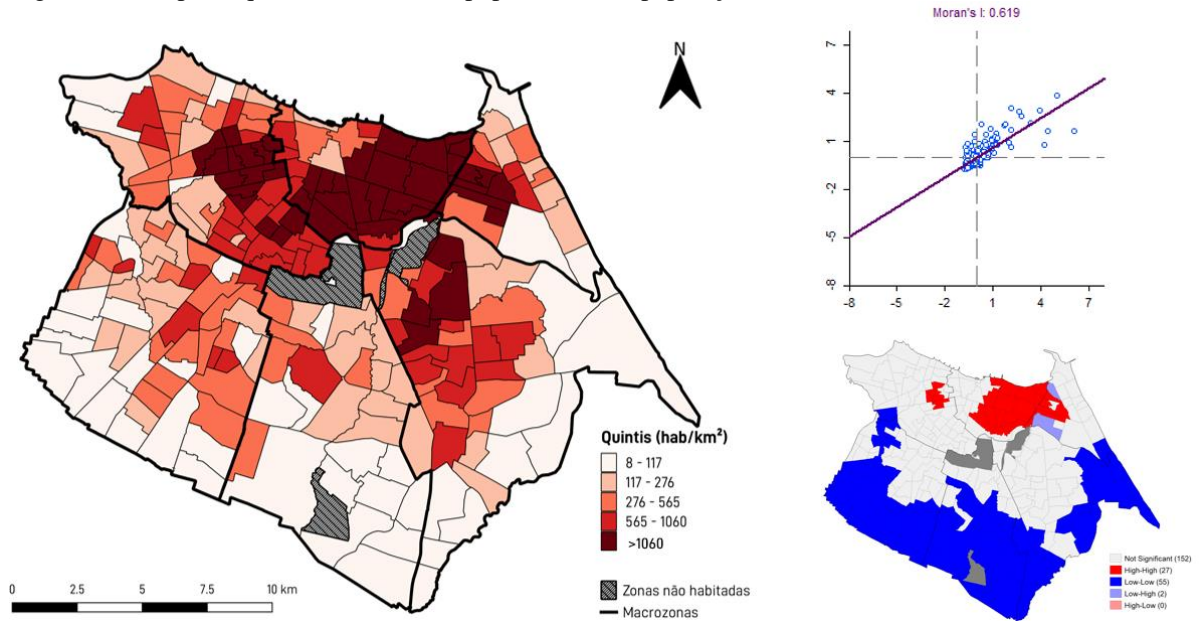 N
0 2.5 5 7.5 10 km
Quintis (hab/km²)
8 - 117
117 - 276
276 - 565
565 - 1060
>1060
Zonas não habitadas
Macrozonas
Moran's I: 0.619
7
4
1
-2
-5
-8
-8 -5 -2 1 4 7
Not Significant (152)
High-High (27)
Low-Low (55)
Low-High (2)
High-Low (0)